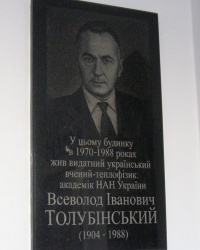 У цьому будинку
в 1970-1988 роках
жив видатний український
вчений-теплофізик
академік НАН України
Всеволод Іванович
ТОЛУБІНСЬКИЙ
(1904 - 1988)